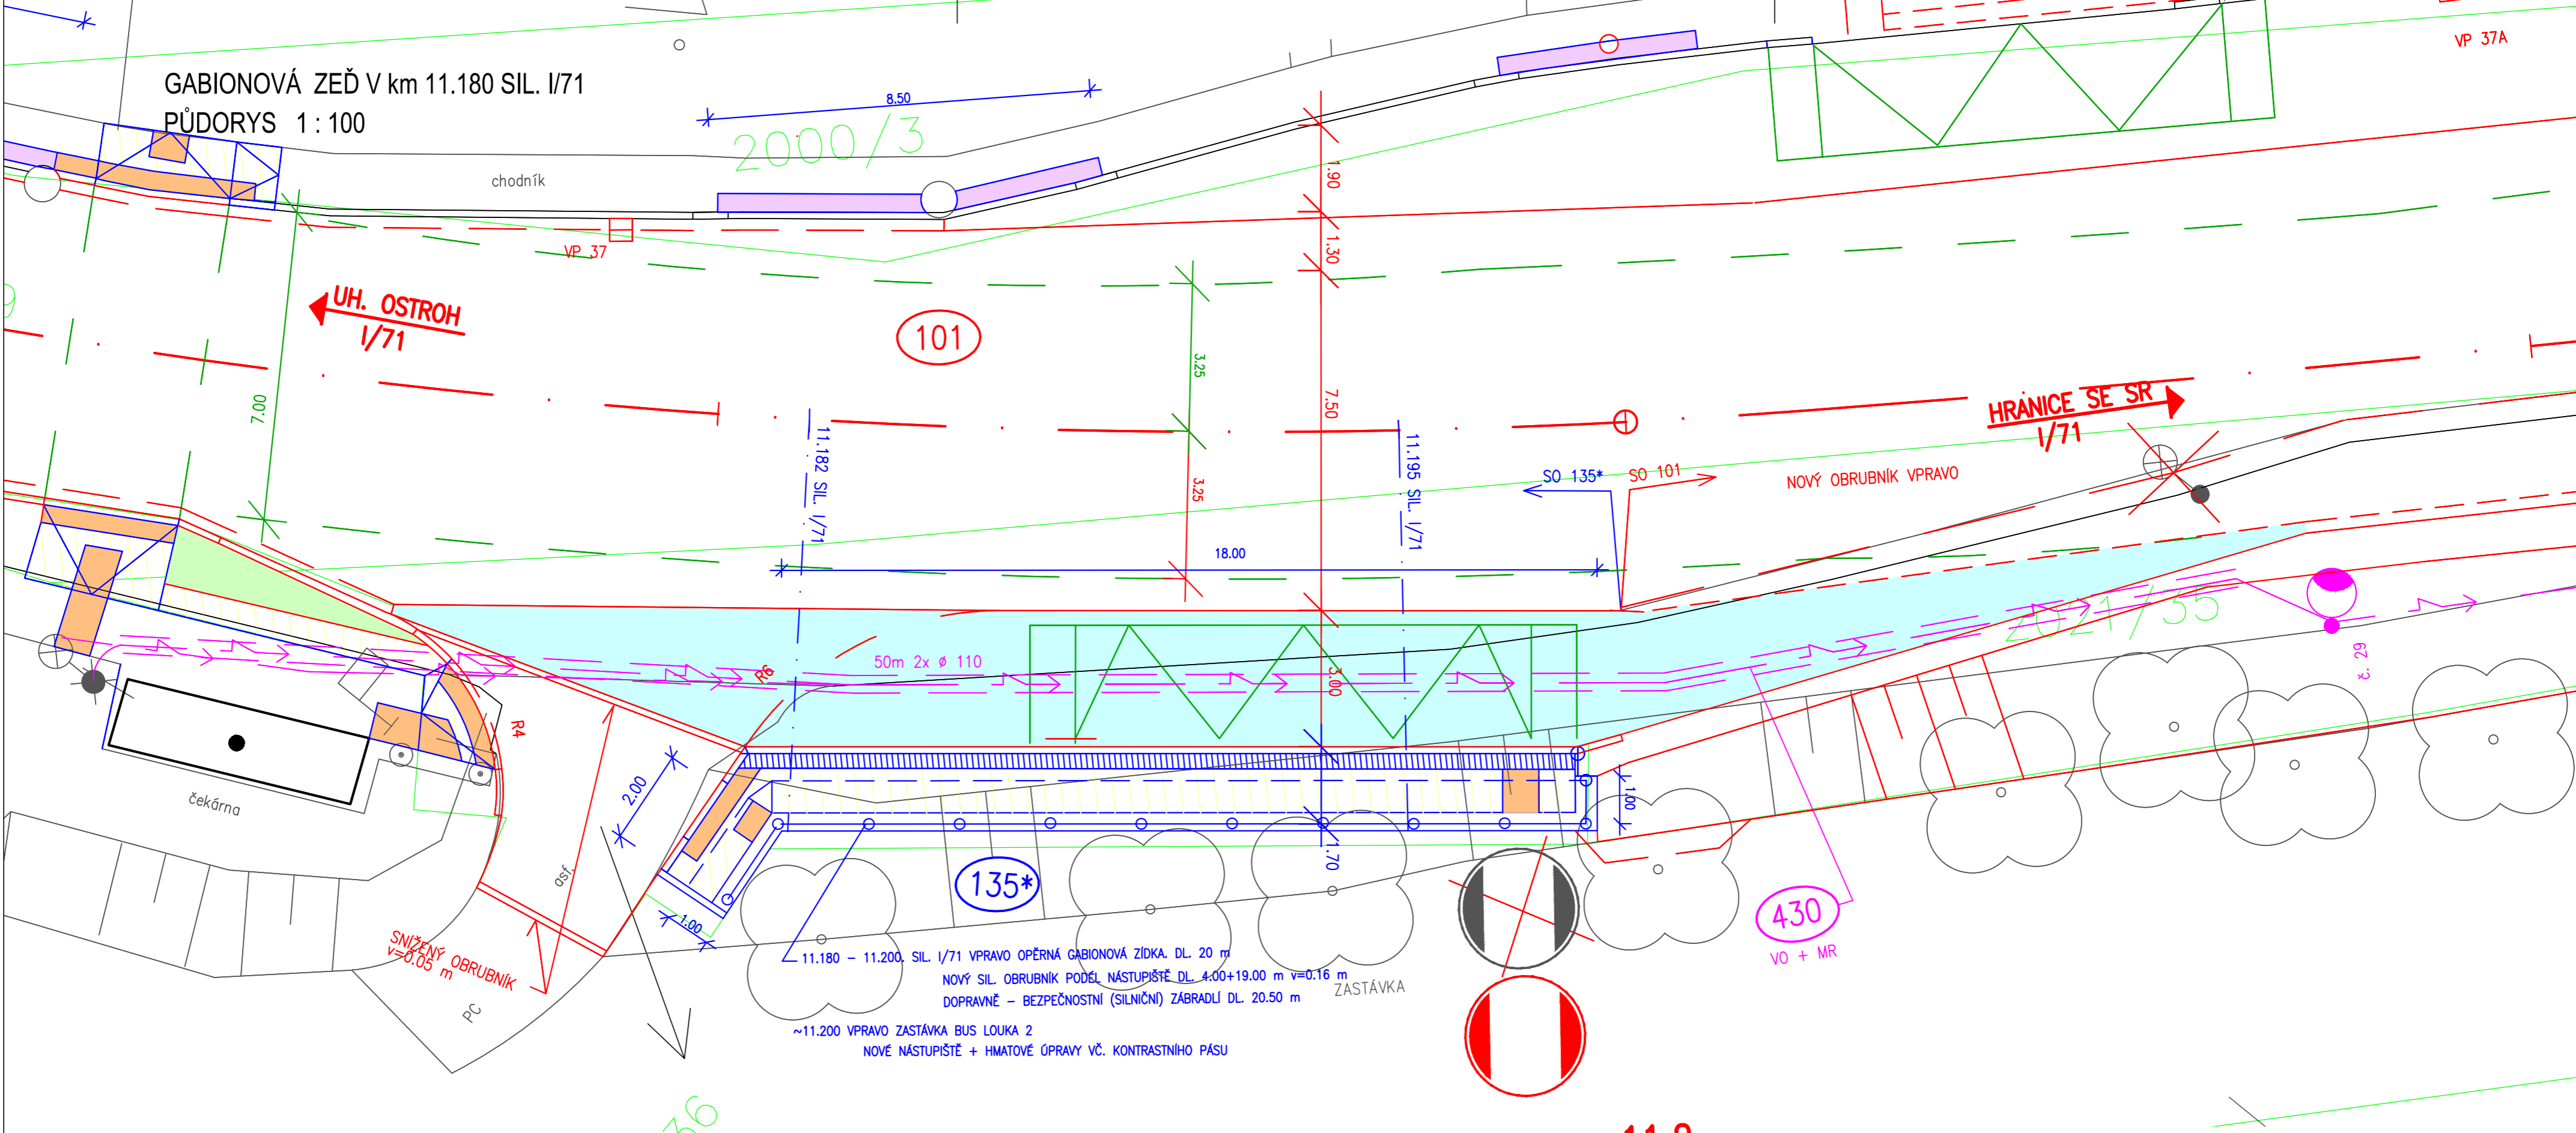 GABIONOVÁ ZEĎ V km 11.180 SIL. I/71
PŮDORYS 1 : 100
8.50
2000/3
chodník
VP 37
VP 37A
1.90
1.30
UH. OSTROH
I/71
101
3.25
7.00
7.50
3.25
HRANICE SE SR
I/71
11.182 SIL. I/71
11.195 SIL. I/71
SO 135*
SO 101
NOVÝ OBRUBNÍK VPRAVO
18.00
2021/35
50m 2x ø 110
R6
3.00
č. 29
R4
čekárna
2.00
1.00
asf.
1.70
135*
1.00
430
VO + MR
SNÍŽENÝ OBRUBNÍK
v=0.05 m
PC
11.180 – 11.200. SIL. I/71 VPRAVO OPĚRNÁ GABIONOVÁ ZÍDKA. DL. 20 m
NOVÝ SIL. OBRUBNÍK PODÉL NÁSTUPIŠTĚ DL. 4.00+19.00 m v=0.16 m
DOPRAVNĚ – BEZPEČNOSTNÍ (SILNIČNÍ) ZÁBRADLÍ DL. 20.50 m
ZASTÁVKA
~11.200 VPRAVO ZASTÁVKA BUS LOUKA 2
NOVÉ NÁSTUPIŠTĚ + HMATOVÉ ÚPRAVY VČ. KONTRASTNÍHO PÁSU